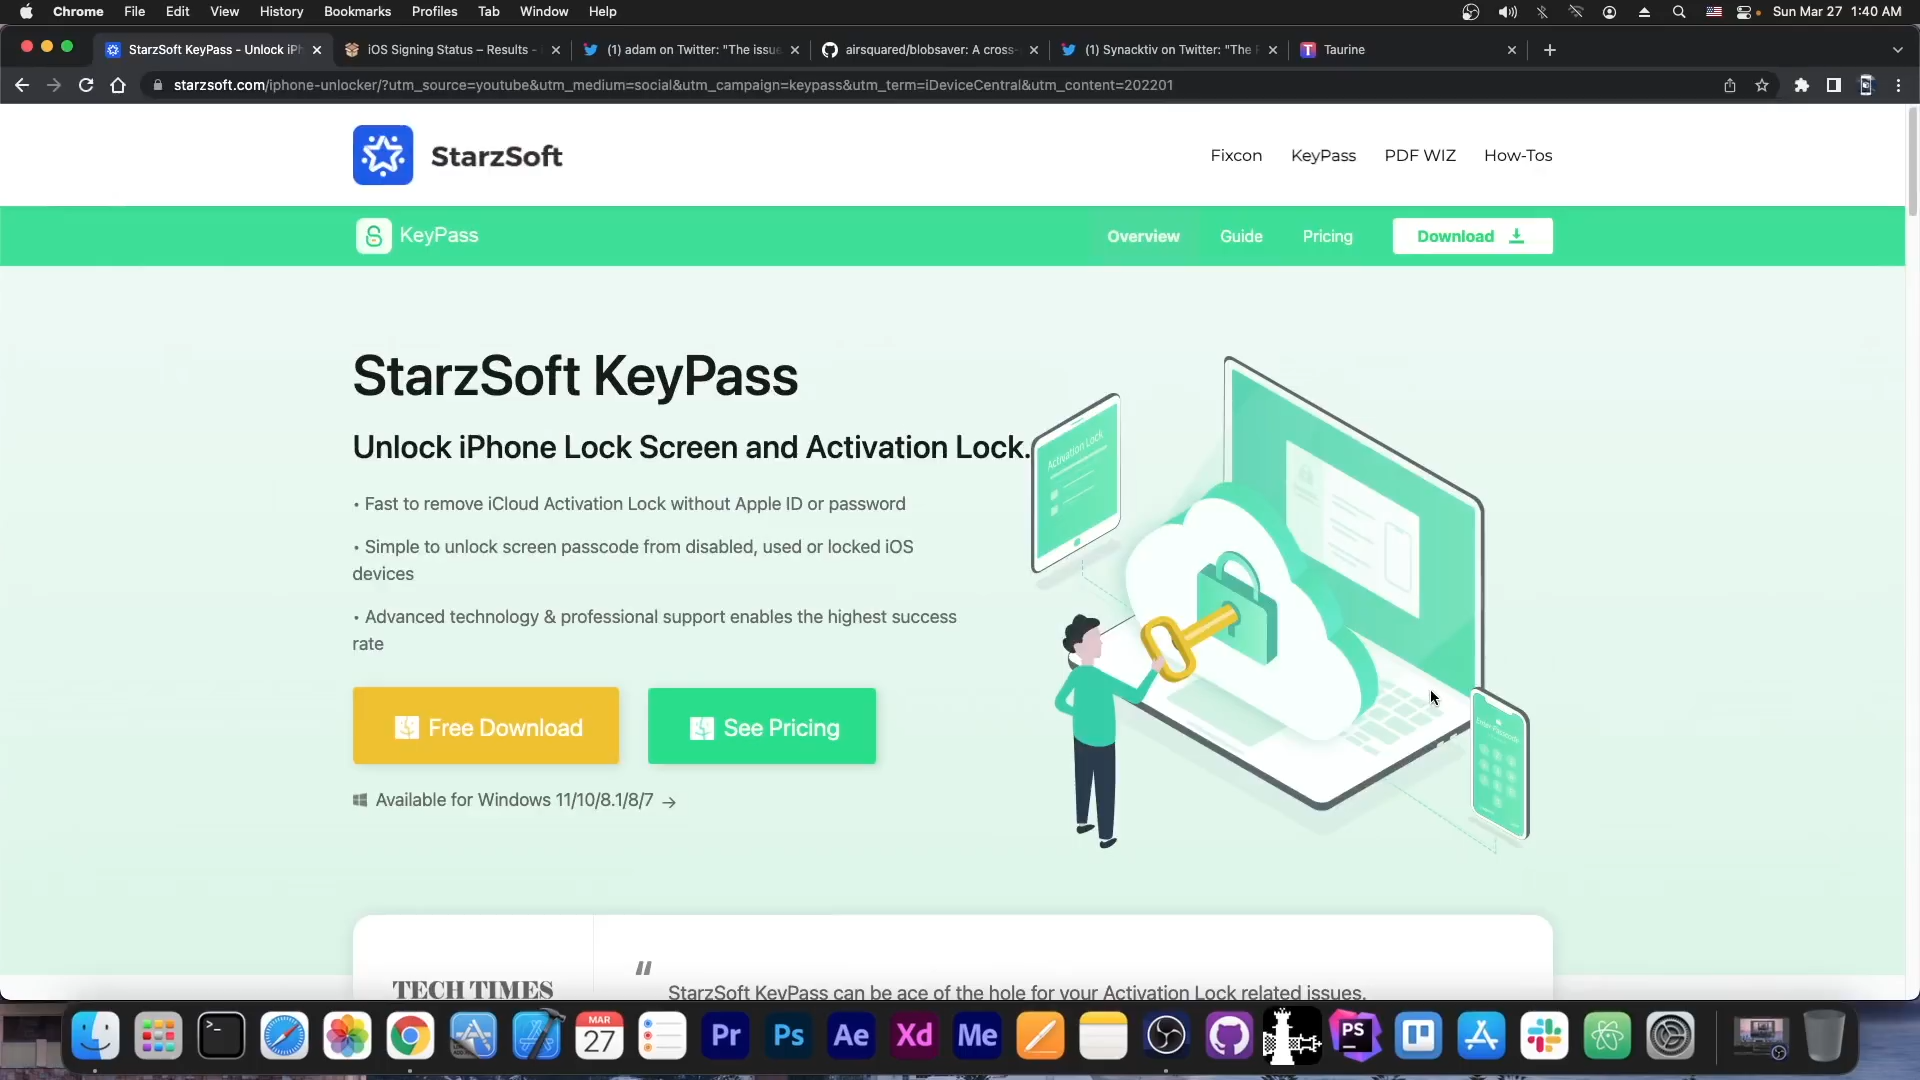 Chrome File Edit View History Bookmarks Profiles Tab Window Help Sun Mar 27 1:40 AM
StarzSoft KeyPass - Unlock iPh iOS Signing Status – Results - (1) adam on Twitter: "The issue airsquared/blobsaver: A cross- (1) Synacktiv on Twitter: "The Taurine
starzsoft.com/iphone-unlocker/?utm_source=youtube&utm_medium=social&utm_campaign=keypass&utm_term=iDeviceCentral&utm_content=202201
StarzSoft Fixcon KeyPass PDF WIZ How-Tos
KeyPass Overview Guide Pricing Download
StarzSoft KeyPass
Unlock iPhone Lock Screen and Activation Lock.
Activation Lock
• Fast to remove iCloud Activation Lock without Apple ID or password
• Simple to unlock screen passcode from disabled, used or locked iOS
devices
• Advanced technology & professional support enables the highest success
rate
Free Download See Pricing
Enter Passcode
Available for Windows 11/10/8.1/8/7 →
TECH TIMES
“
StarzSoft KeyPass can be ace of the hole for your Activation Lock related issues.
MAR
27
Pr Ps Ae Xd Me PS